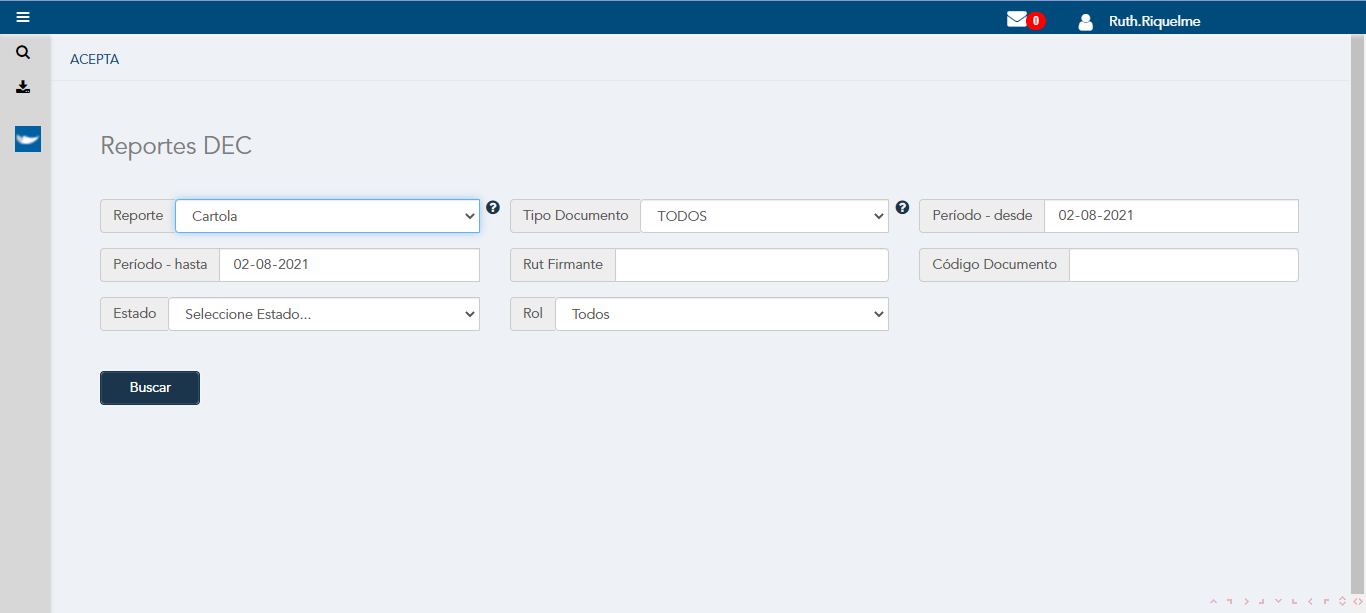 0 Ruth.Riquelme
ACEPTA
Reportes DEC
Reporte Cartola ? Tipo Documento TODOS ? Período - desde 02-08-2021
Período - hasta 02-08-2021 Rut Firmante Código Documento
Estado Seleccione Estado... Rol Todos
Buscar